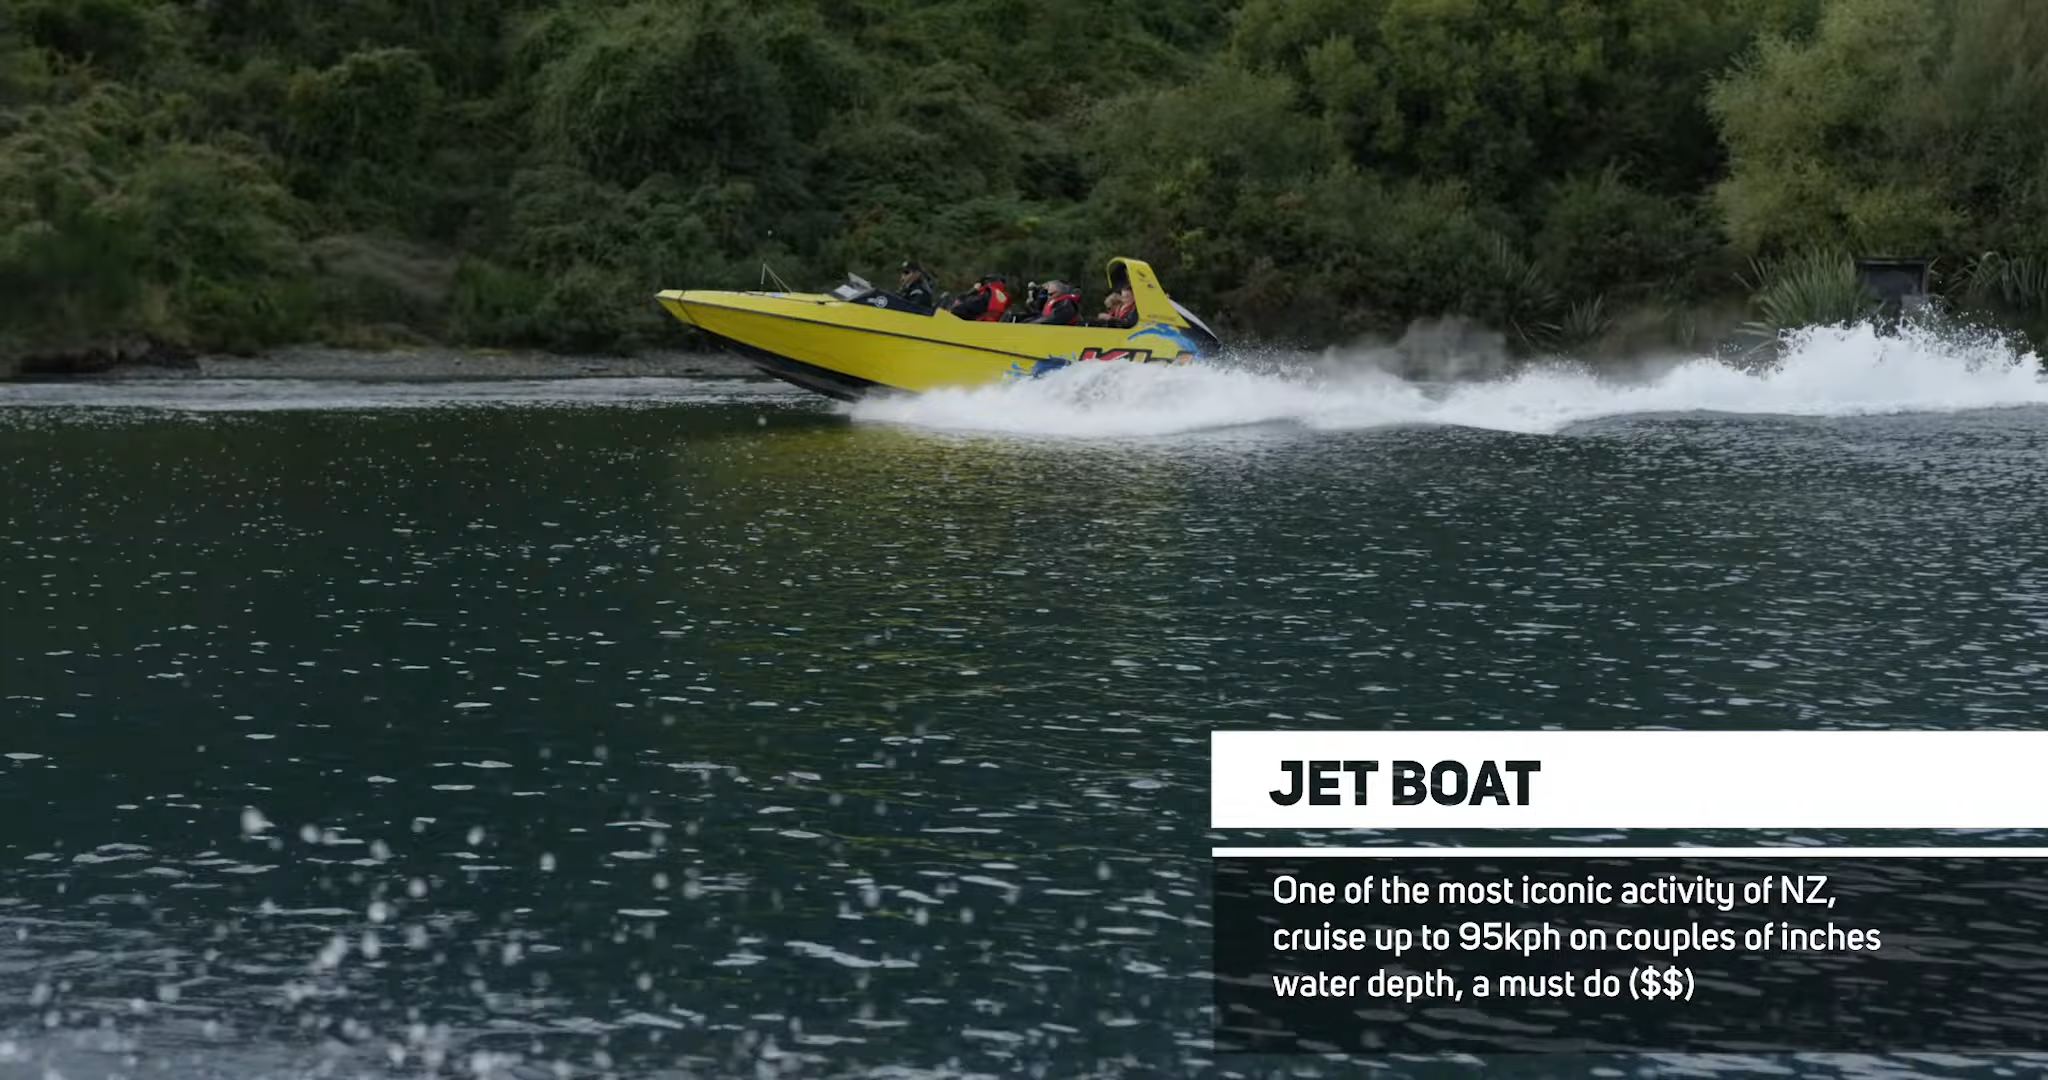 JET BOAT
One of the most iconic activity of NZ,
cruise up to 95kph on couples of inches
water depth, a must do ($$)